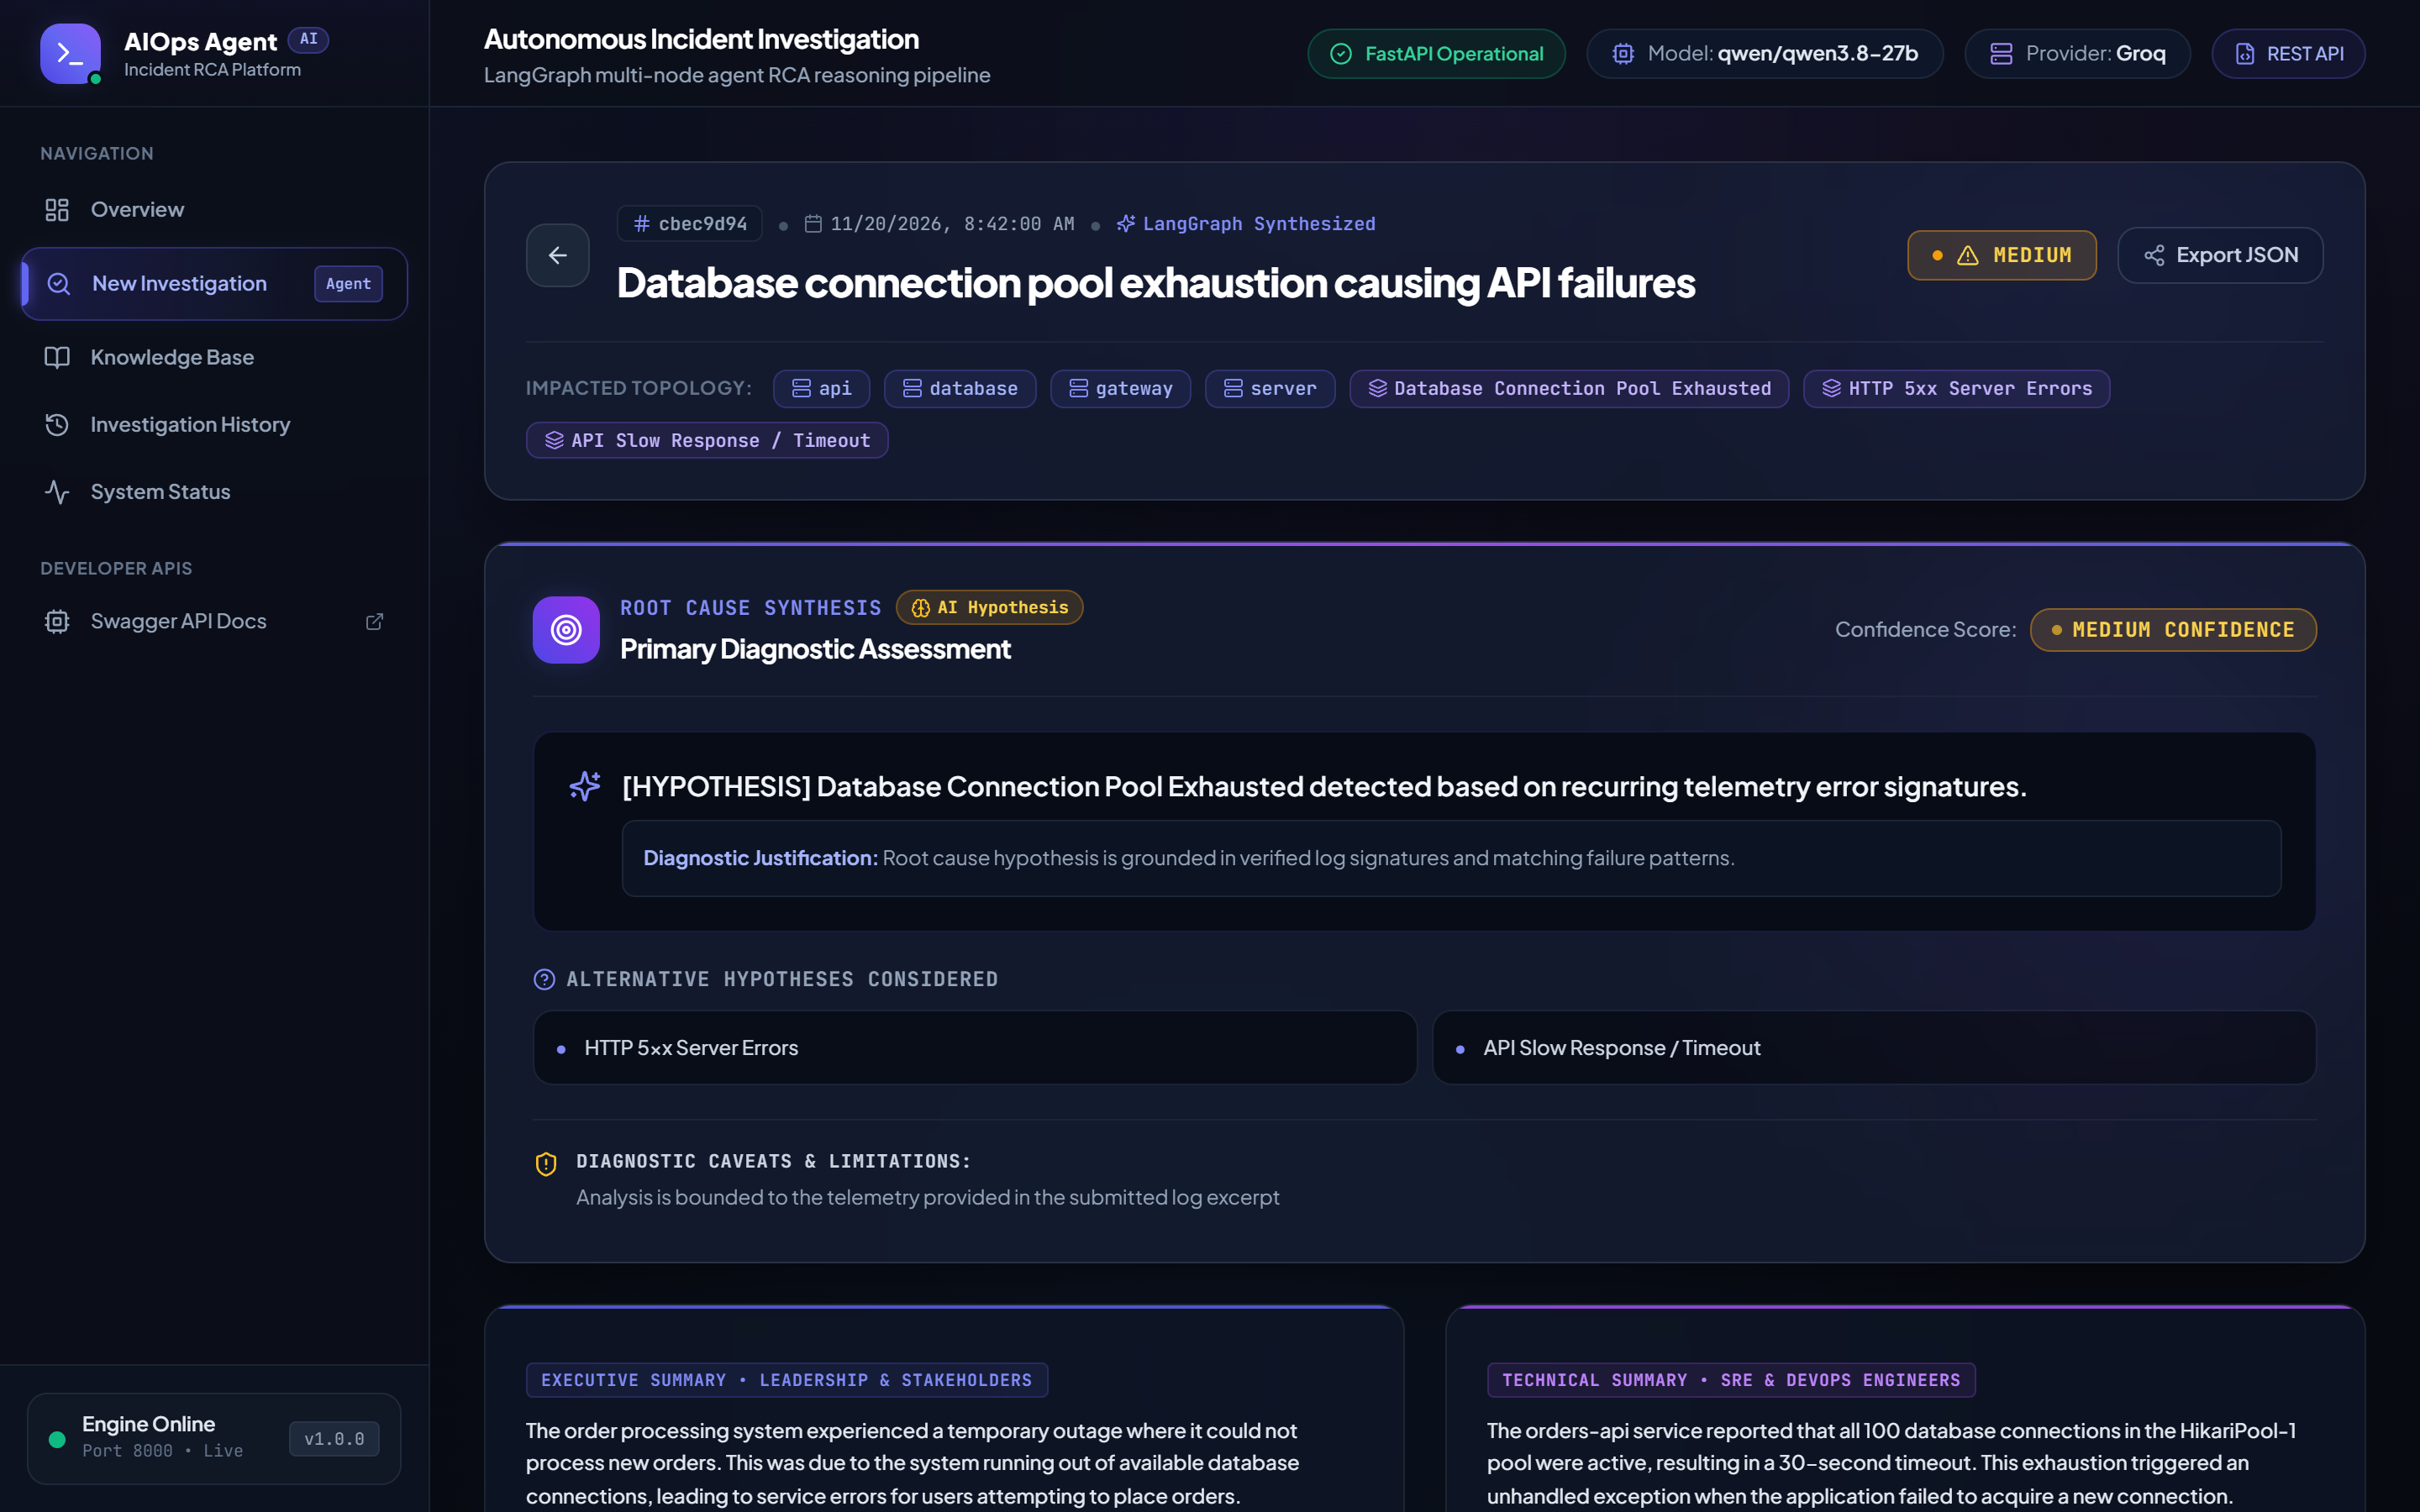 AIOps Agent AI
Incident RCA Platform
NAVIGATION
Overview
New Investigation Agent
Knowledge Base
Investigation History
System Status
DEVELOPER APIS
Swagger API Docs
Engine Online
Port 8000 • Live
v1.0.0
Autonomous Incident Investigation
LangGraph multi-node agent RCA reasoning pipeline
FastAPI Operational
Model: qwen/qwen3.8-27b
Provider: Groq
REST API
# cbec9d94 • 11/20/2026, 8:42:00 AM • LangGraph Synthesized
Database connection pool exhaustion causing API failures
MEDIUM
Export JSON
IMPACTED TOPOLOGY: api database gateway server Database Connection Pool Exhausted HTTP 5xx Server Errors
API Slow Response / Timeout
ROOT CAUSE SYNTHESIS AI Hypothesis
Primary Diagnostic Assessment
Confidence Score: MEDIUM CONFIDENCE
[HYPOTHESIS] Database Connection Pool Exhausted detected based on recurring telemetry error signatures.
Diagnostic Justification: Root cause hypothesis is grounded in verified log signatures and matching failure patterns.
ALTERNATIVE HYPOTHESES CONSIDERED
HTTP 5xx Server Errors
API Slow Response / Timeout
DIAGNOSTIC CAVEATS & LIMITATIONS:
Analysis is bounded to the telemetry provided in the submitted log excerpt
EXECUTIVE SUMMARY • LEADERSHIP & STAKEHOLDERS
The order processing system experienced a temporary outage where it could not
process new orders. This was due to the system running out of available database
connections, leading to service errors for users attempting to place orders.
TECHNICAL SUMMARY • SRE & DEVOPS ENGINEERS
The orders-api service reported that all 100 database connections in the HikariPool-1
pool were active, resulting in a 30-second timeout. This exhaustion triggered an
unhandled exception when the application failed to acquire a new connection.